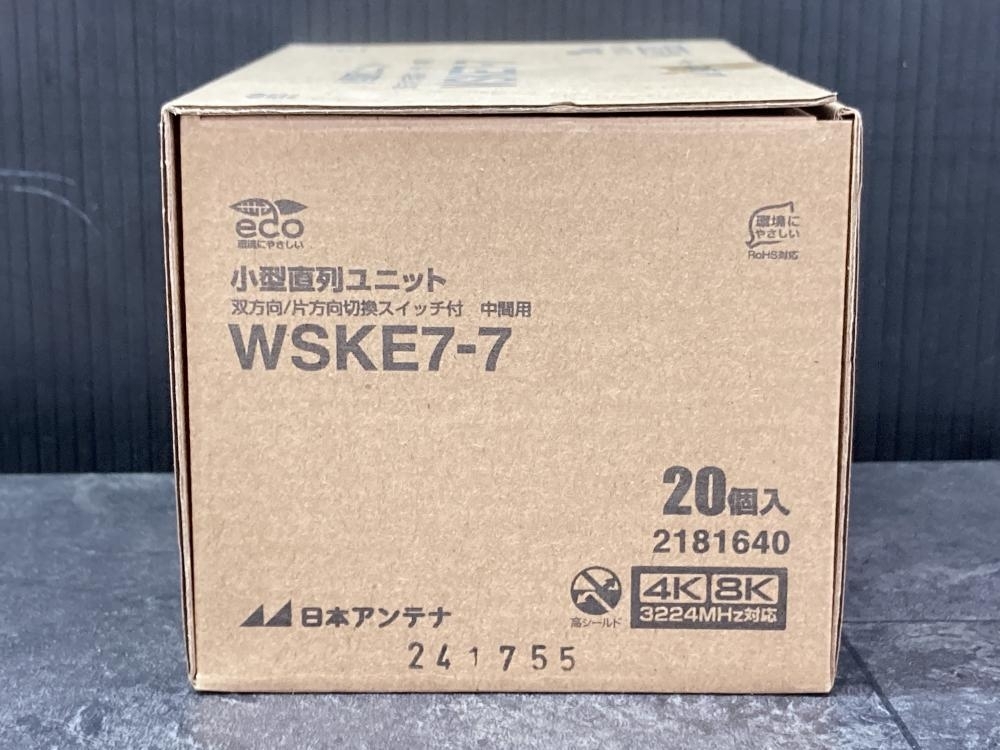 WSKE7-7
eco
環境にやさしい
環境に
やさしい
RoHS対応
小型直列ユニット
双方向/片方向切換スイッチ付 中間用
WSKE7-7
20個入
2181640
4K 8K
3224MHz対応
高シールド
日本アンテナ
241755